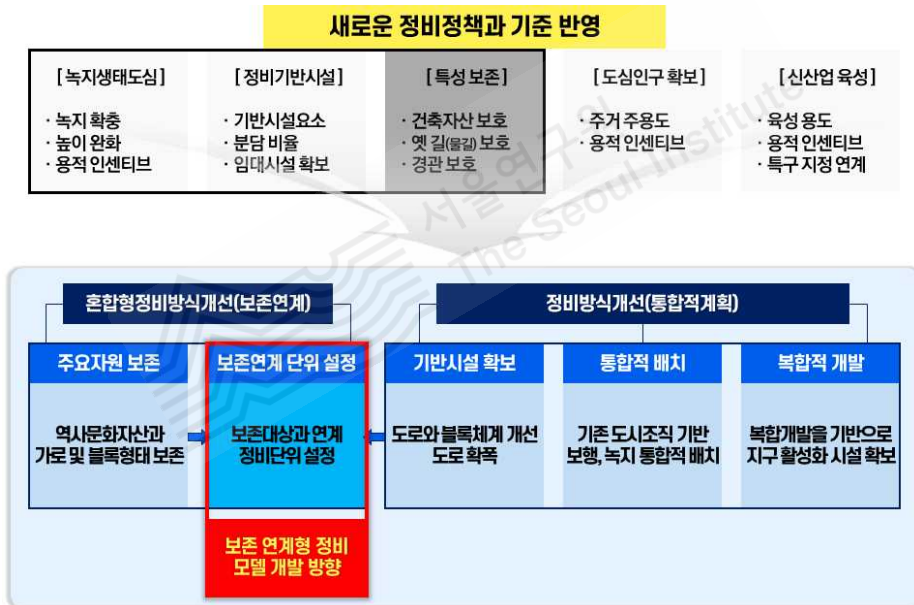 새로운 정비정책과 기준 반영
[녹지생태도심]
· 녹지 확충
· 높이 완화
· 용적 인센티브
[정비기반시설]
· 기반시설요소
· 분담 비율
· 임대시설 확보
[특성 보존]
· 건축자산 보호
· 옛 길(물길) 보호
· 경관 보호
[도심인구 확보]
· 주거 주용도
· 용적 인센티브
[신산업 육성]
· 육성 용도
· 용적 인센티브
· 특구 지정 연계
서울연구원
The Seoul Institute
혼합형정비방식개선(보존연계)
정비방식개선(통합적계획)
주요자원 보존
역사문화자산과
가로 및 블록형태 보존
보존연계 단위 설정
보존대상과 연계
정비단위 설정
기반시설 확보
도로와 블록체계 개선
도로 확폭
통합적 배치
기존 도시조직 기반
보행, 녹지 통합적 배치
복합적 개발
복합개발을 기반으로
지구 활성화 시설 확보
보존 연계형 정비
모델 개발 방향